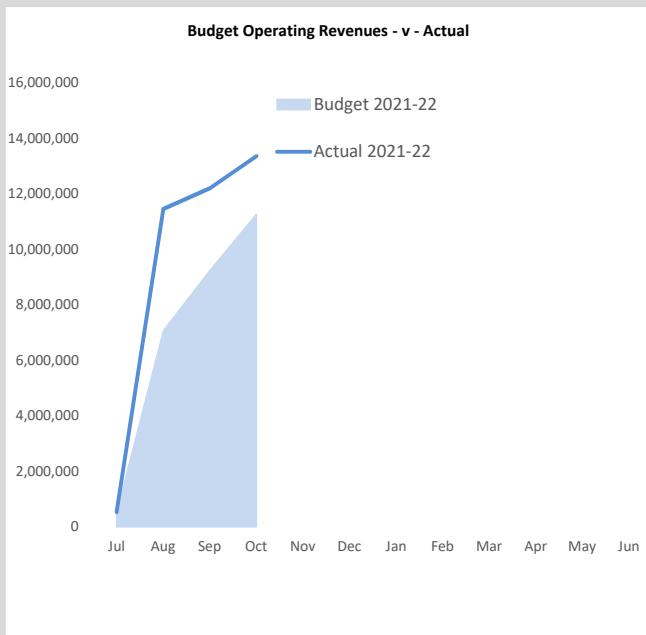 Budget Operating Revenues - v - Actual
16,000,000
Budget 2021-22
14,000,000
Actual 2021-22
12,000,000
10,000,000
8,000,000
6,000,000
4,000,000
2,000,000
0
Jul Aug Sep Oct Nov Dec Jan Feb Mar Apr May Jun